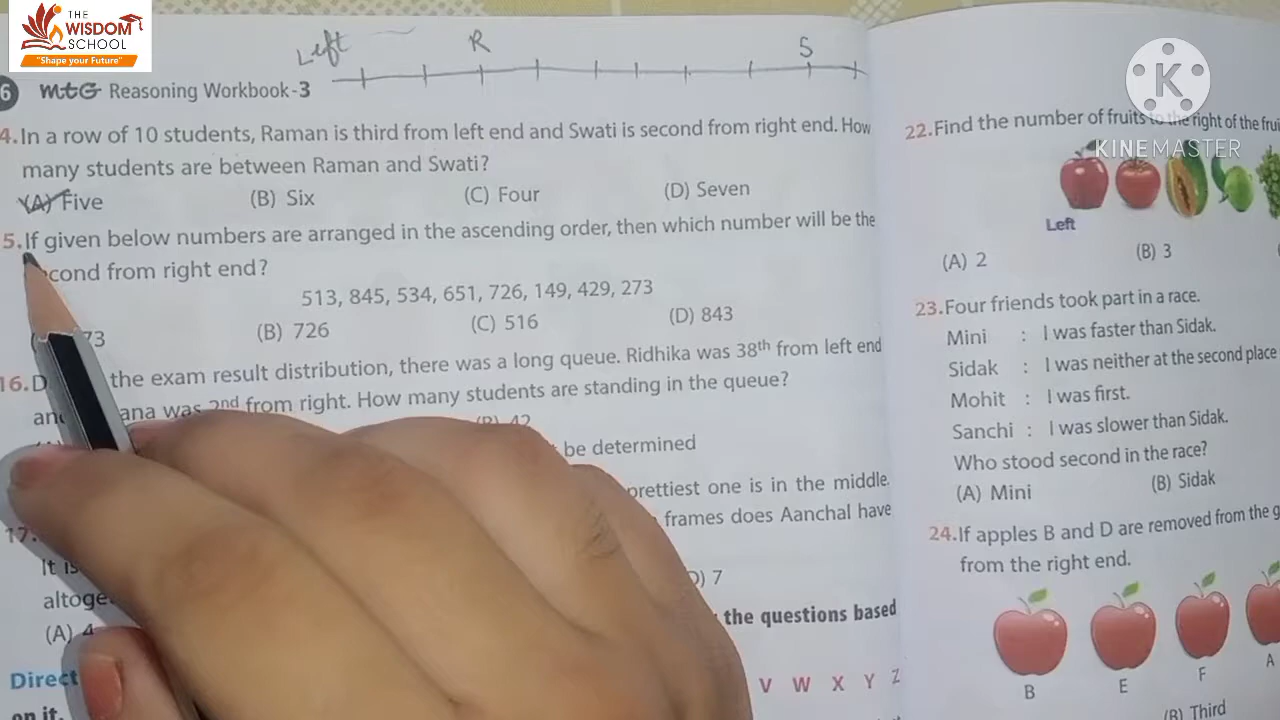 THE
WISDOM
SCHOOL
"Shape your Future"
Left R S
6 mtG Reasoning Workbook-3
4. In a row of 10 students, Raman is third from left end and Swati is second from right end. How
many students are between Raman and Swati?
(A) Five (B) Six (C) Four (D) Seven
5. If given below numbers are arranged in the ascending order, then which number will be the
econd from right end?
513, 845, 534, 651, 726, 149, 429, 273
73 (B) 726 (C) 516 (D) 843
16. D the exam result distribution, there was a long queue. Ridhika was 38th from left end
ana was 2nd from right. How many students are standing in the queue?
(B) 42
be determined
prettiest one is in the middle.
17. frames does Aanchal have
It is
altoge
(A) 4 7
the questions based
Direct
V W X Y Z
on it.
K
KINEMASTER
22. Find the number of fruits to the right of the frui
Left
(A) 2 (B) 3
23. Four friends took part in a race.
Mini : I was faster than Sidak.
Sidak : I was neither at the second place
Mohit : I was first.
Sanchi : I was slower than Sidak.
Who stood second in the race?
(A) Mini (B) Sidak
24. If apples B and D are removed from the g
from the right end.
B E F A
(B) Third